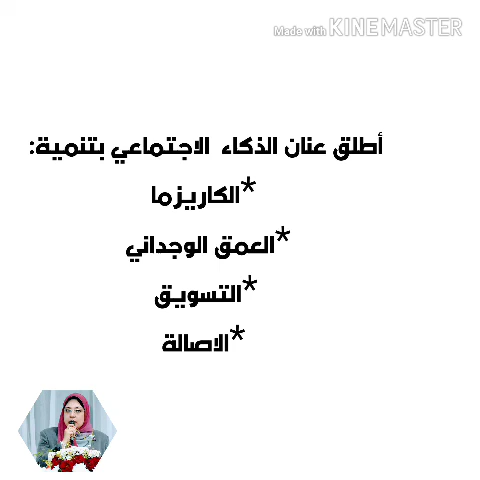 Made with KINEMASTER
أطلق عنان الذكاء الاجتماعي بتنمية:
*الكاريزما
*العمق الوجداني
*التسويق
*الاصالة